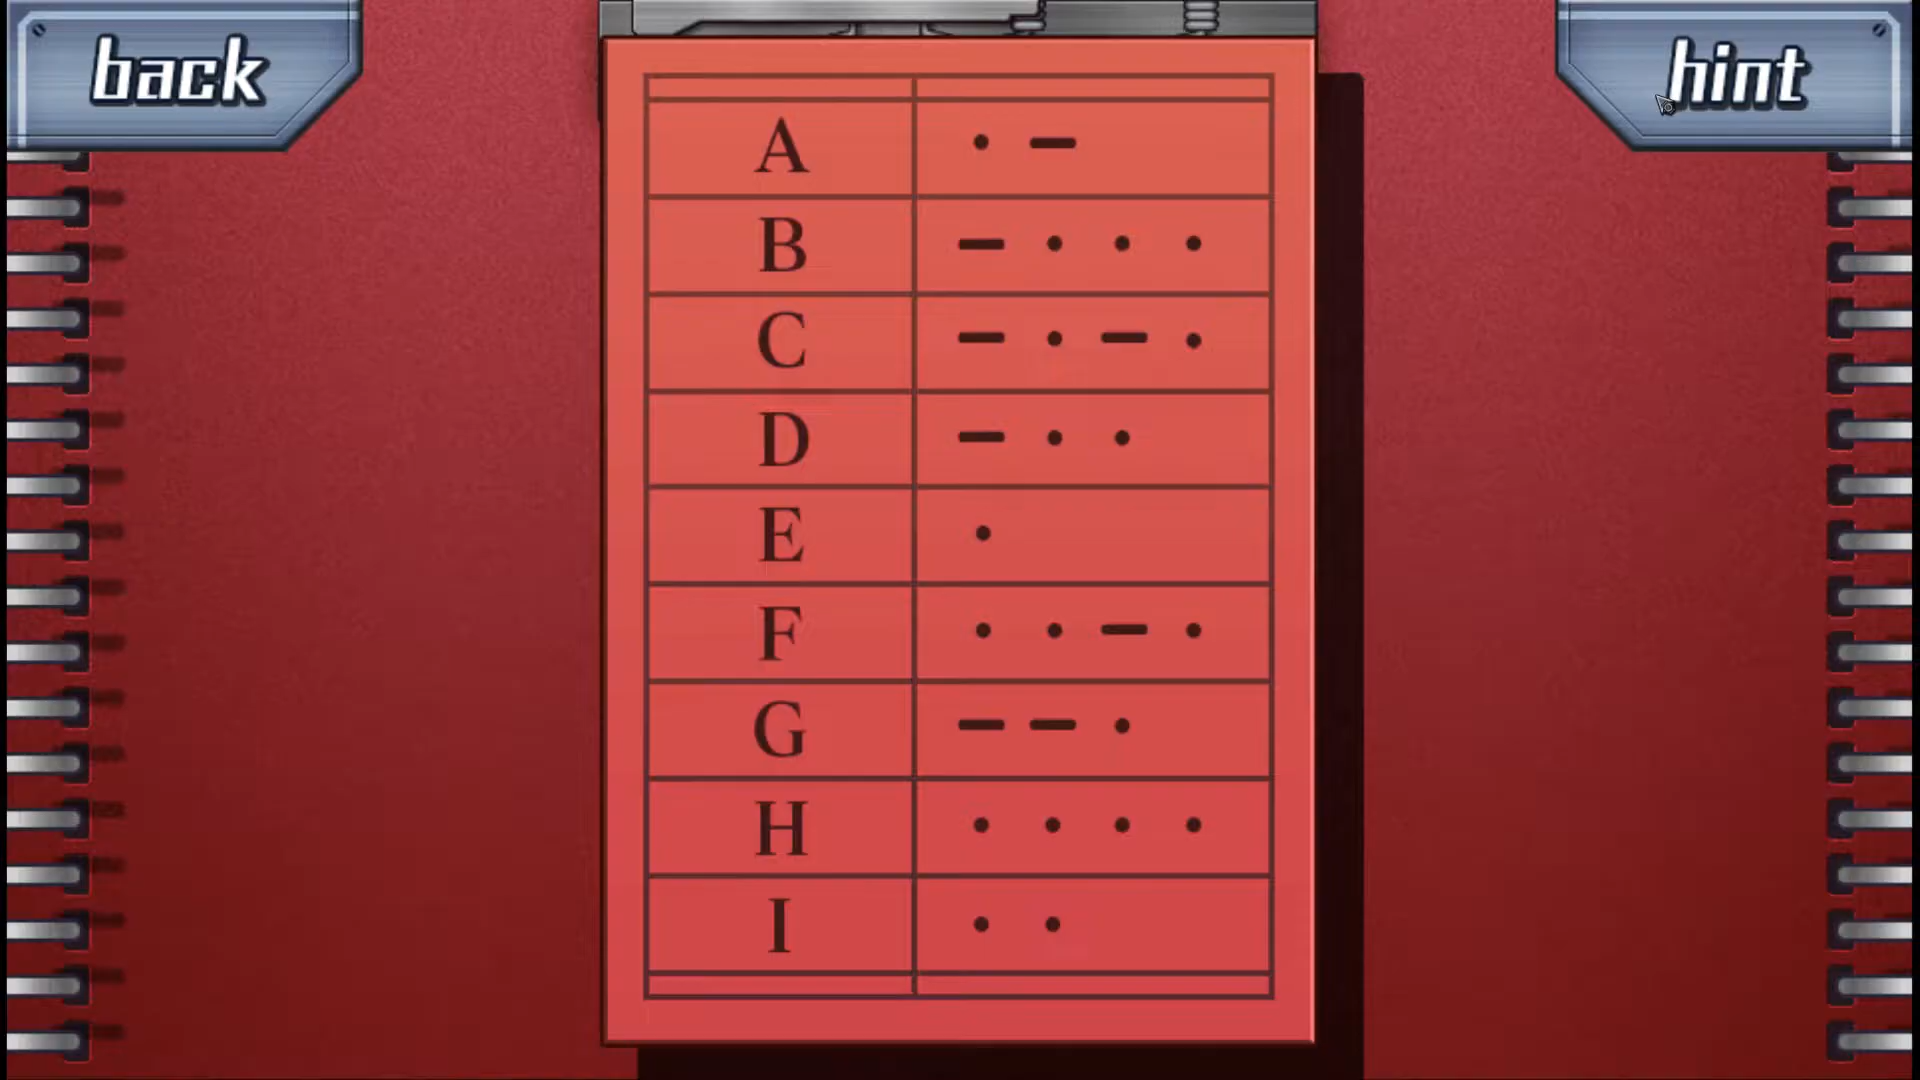 back
hint
A • —
B — • • •
C — • — •
D — • •
E •
F • • — •
G — — •
H • • • •
I • •